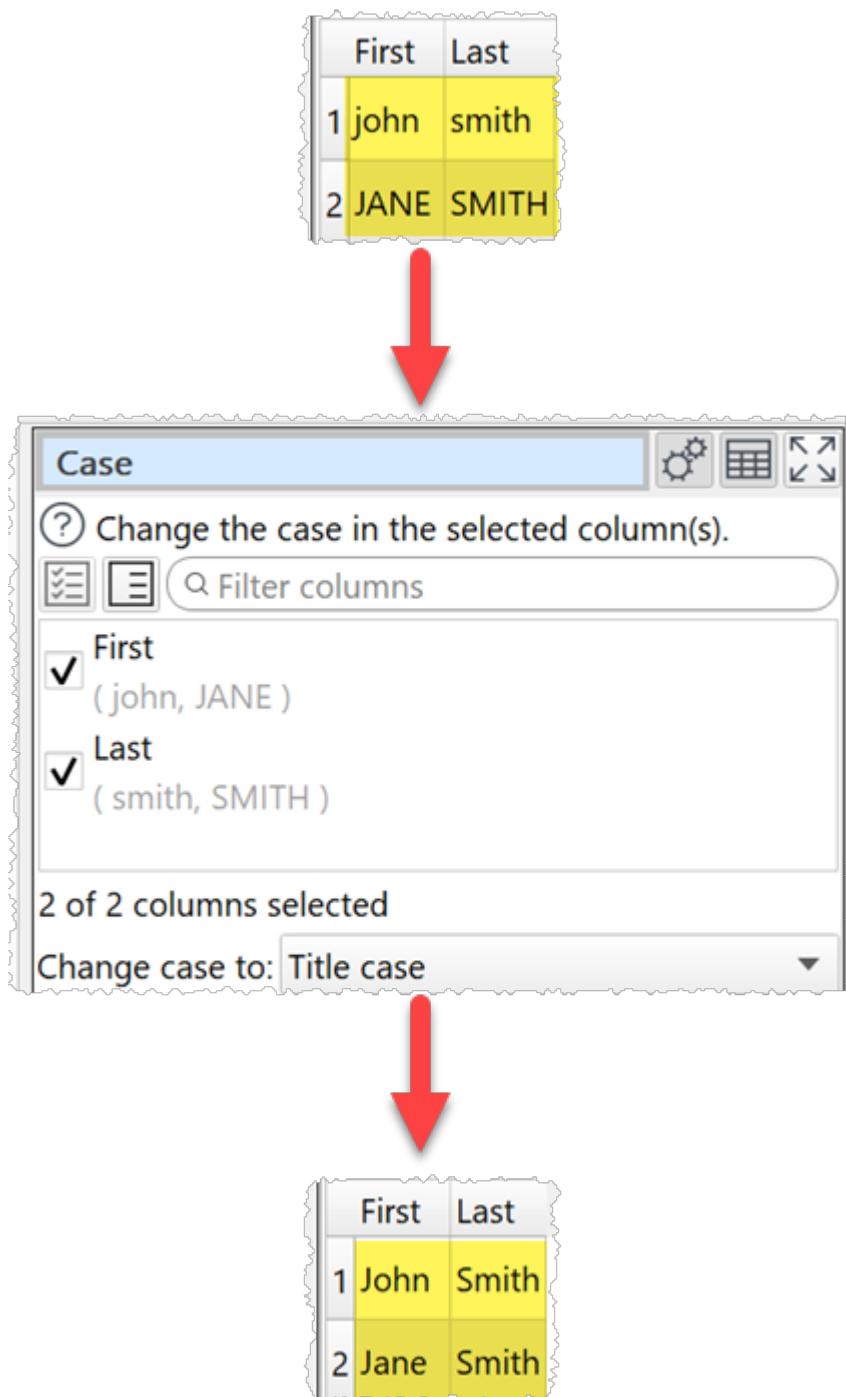 First Last
1 john smith
2 JANE SMITH
Case
? Change the case in the selected column(s).
Filter columns
First
( john, JANE )
Last
( smith, SMITH )
2 of 2 columns selected
Change case to: Title case
First Last
1 John Smith
2 Jane Smith